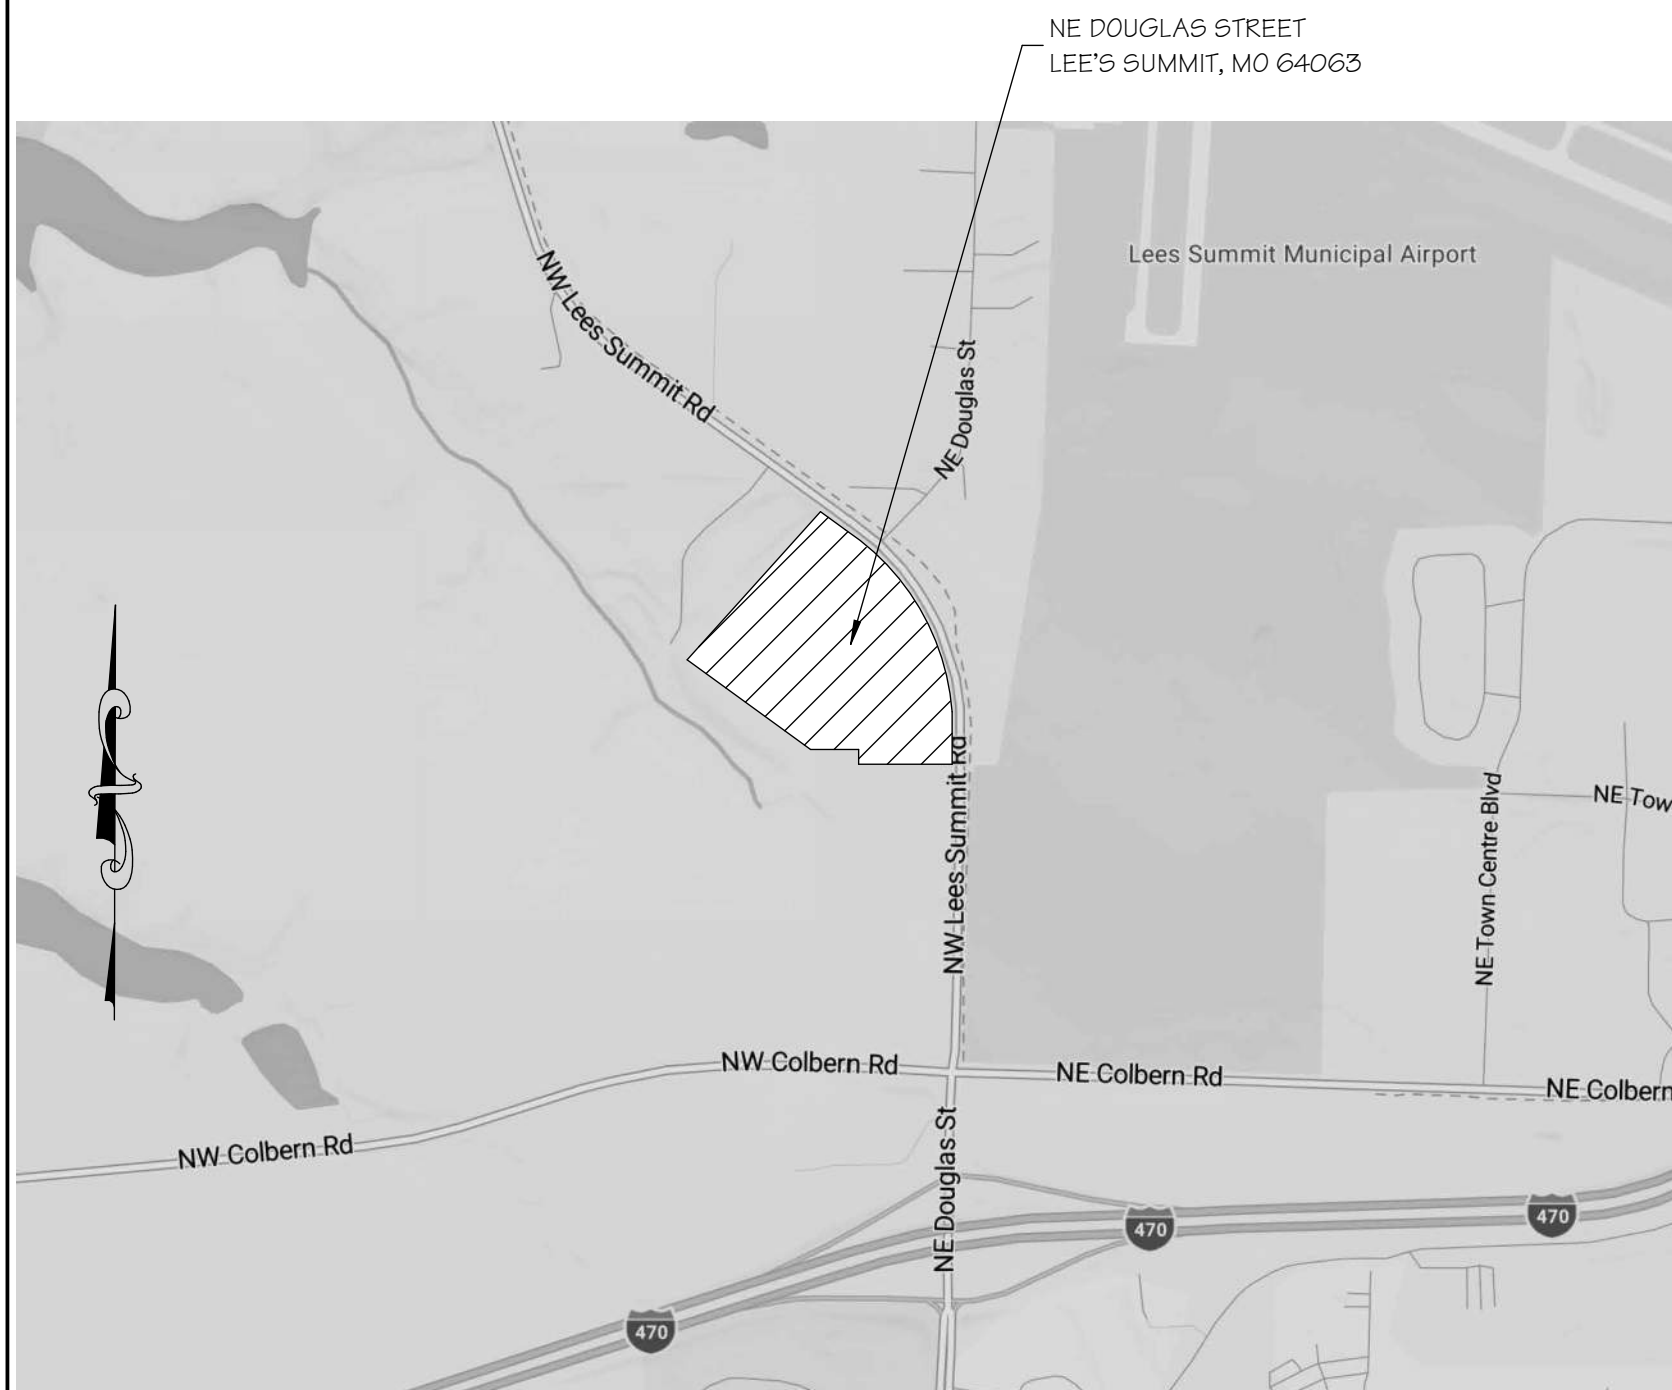 NE DOUGLAS STREET
LEE'S SUMMIT, MO 64063
Lees Summit Municipal Airport
NW Lees Summit Rd
NE Douglas St
NW Lees Summit Rd
NE Town Centre Blvd
NE Tow
NW Colbern Rd
NE Colbern Rd
NE Colbern
NW Colbern Rd
NE Douglas St
470
470
470